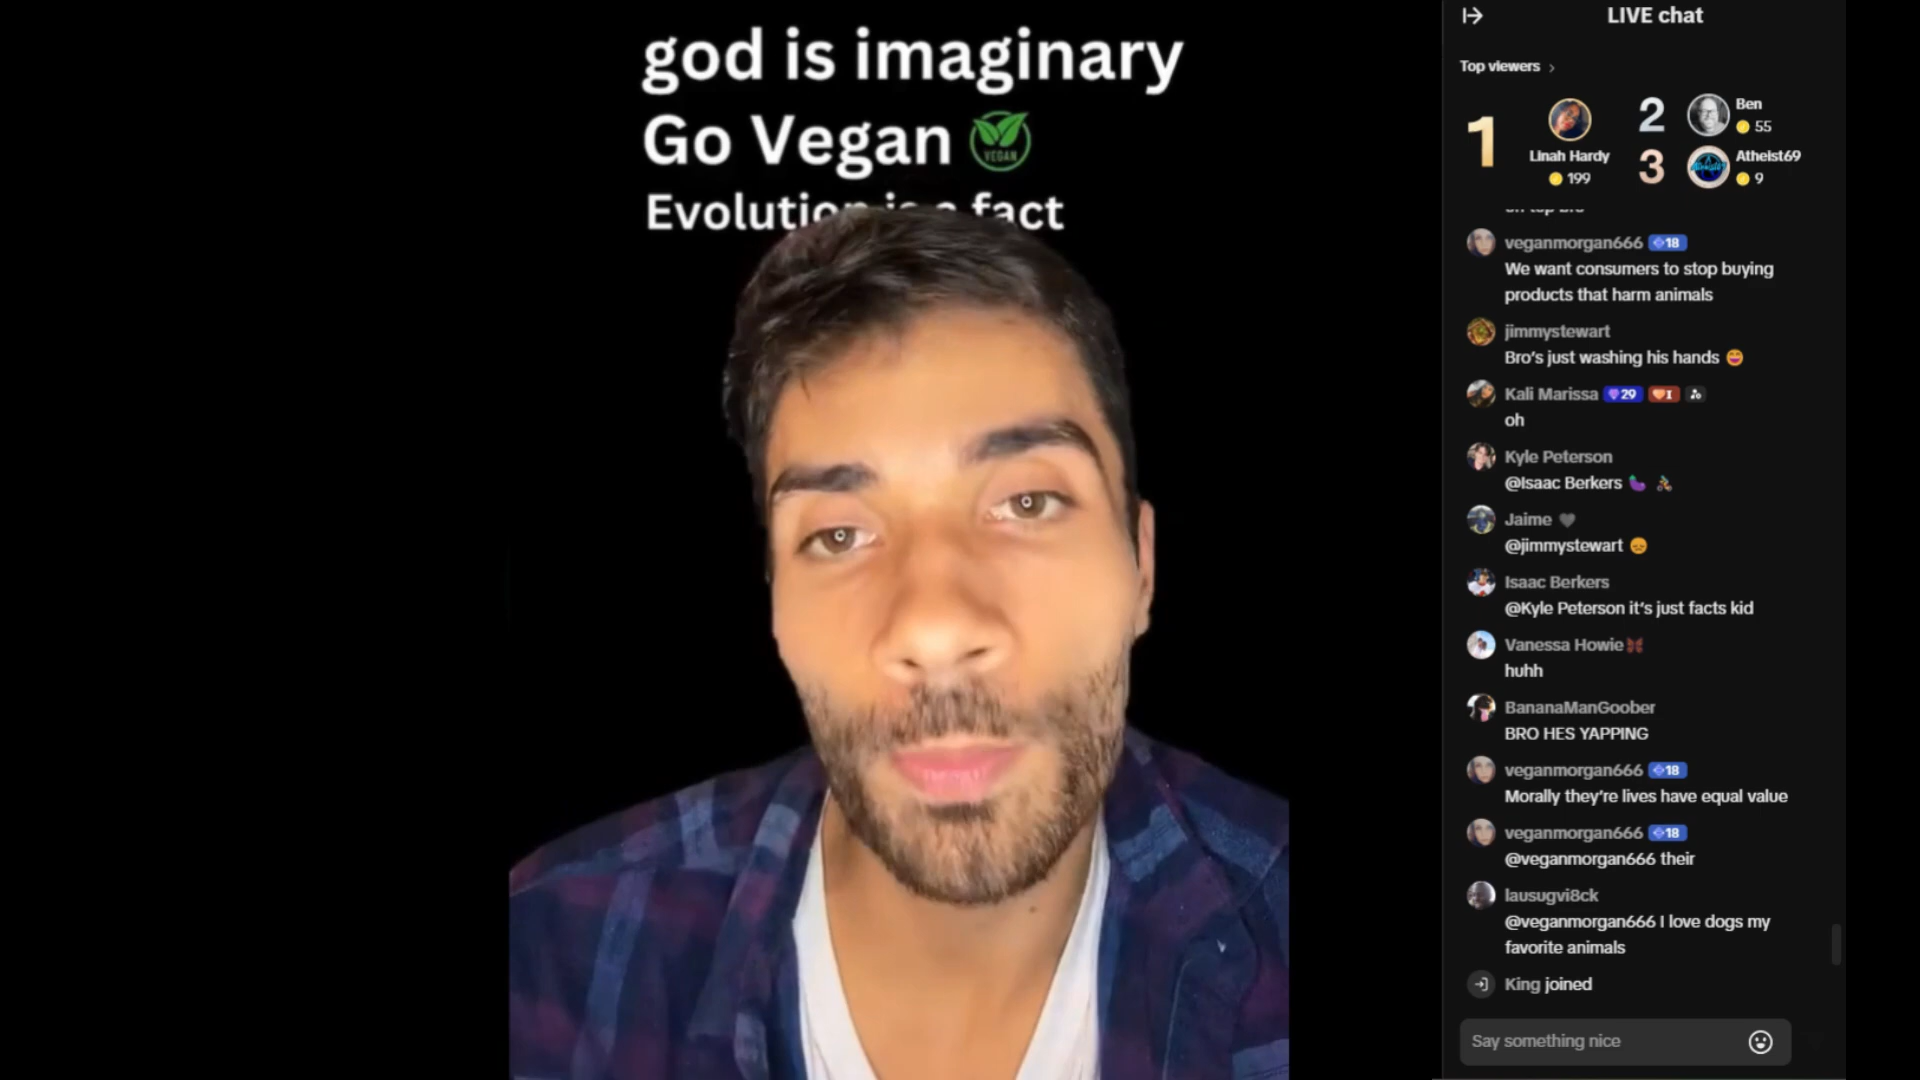 god is imaginary
Go Vegan
VEGAN
Evolution is a fact
LIVE chat
Top viewers
1
Linah Hardy
199
2
Ben
55
3
Atheist69
9
veganmorgan666 18
We want consumers to stop buying
products that harm animals
jimmystewart
Bro's just washing his hands 😄
Kali Marissa 29 I
oh
Kyle Peterson
@Isaac Berkers 🍆 🚴
Jaime 🖤
@jimmystewart 😞
Isaac Berkers
@Kyle Peterson it's just facts kid
Vanessa Howie🦋
huhh
BananaManGoober
BRO HES YAPPING
veganmorgan666 18
Morally they're lives have equal value
veganmorgan666 18
@veganmorgan666 their
lausugvi8ck
@veganmorgan666 I love dogs my
favorite animals
King joined
Say something nice